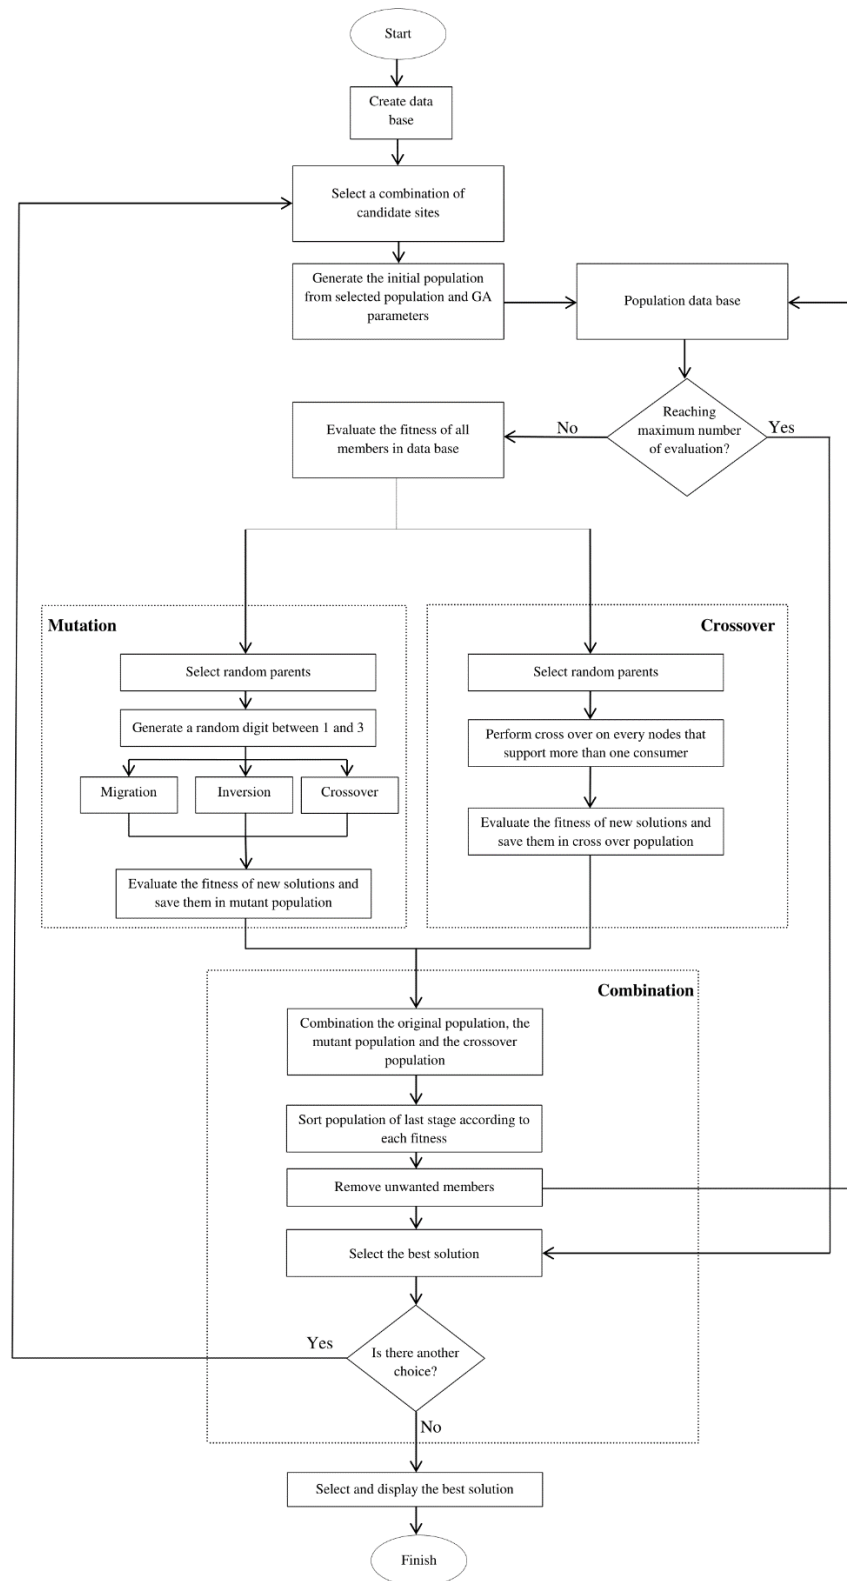 Start
Create data
base
Select a combination of
candidate sites
Generate the initial population
from selected population and GA
parameters
Population data base
Reaching
maximum number
of evaluation?
No
Yes
Evaluate the fitness of all
members in data base
Mutation
Select random parents
Generate a random digit between 1 and 3
Migration
Inversion
Crossover
Evaluate the fitness of new solutions and
save them in mutant population
Crossover
Select random parents
Perform cross over on every nodes that
support more than one consumer
Evaluate the fitness of new solutions and
save them in cross over population
Combination
Combination the original population, the
mutant population and the crossover
population
Sort population of last stage according to
each fitness
Remove unwanted members
Select the best solution
Yes
Is there another
choice?
No
Select and display the best solution
Finish